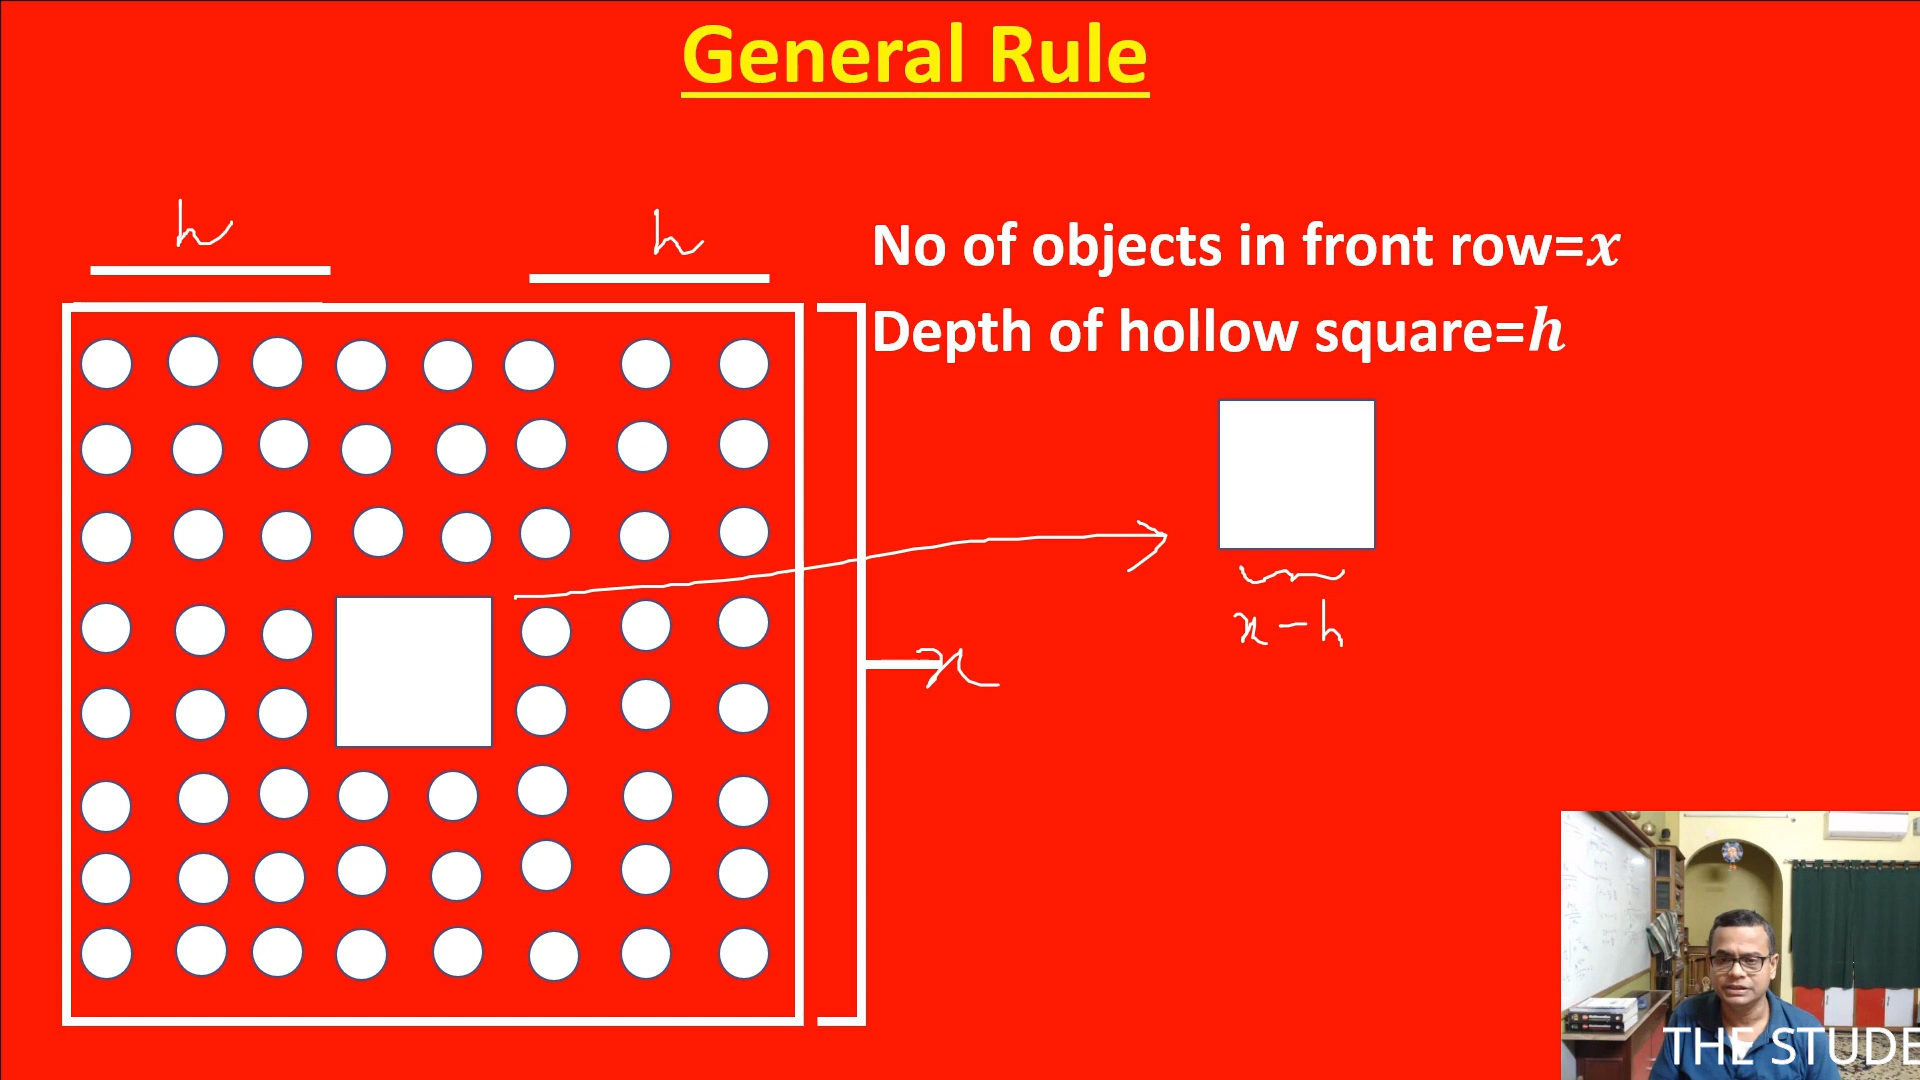 General Rule
h
h
No of objects in front row=x
Depth of hollow square=h
x - h
x
THE STUDE